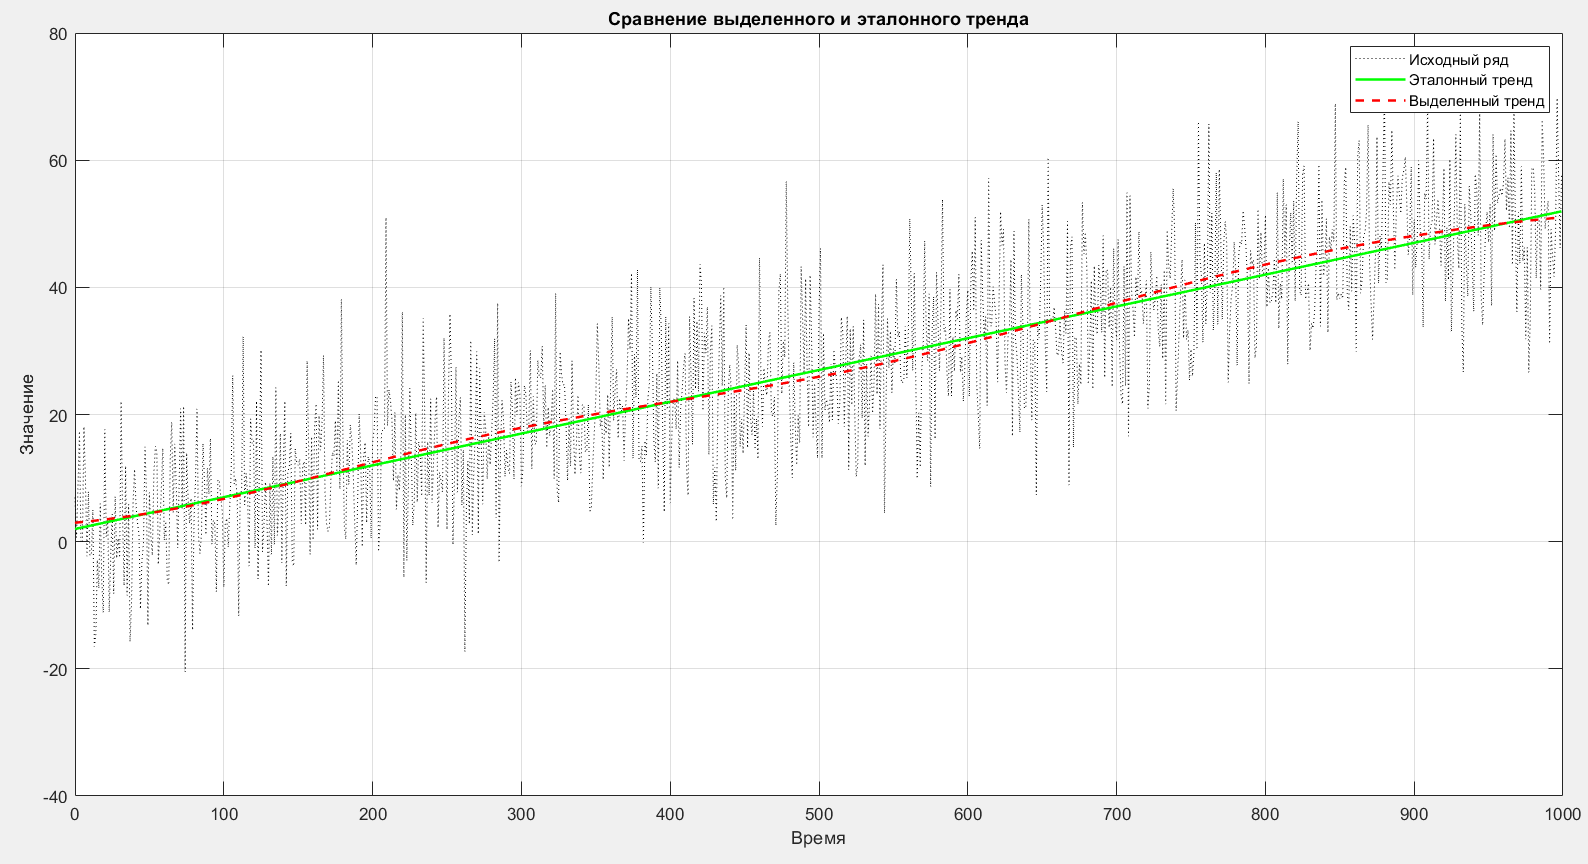 Сравнение выделенного и эталонного тренда
80
60
40
20
0
-20
-40
Значение
Исходный ряд
Эталонный тренд
Выделенный тренд
0 100 200 300 400 500 600 700 800 900 1000
Время